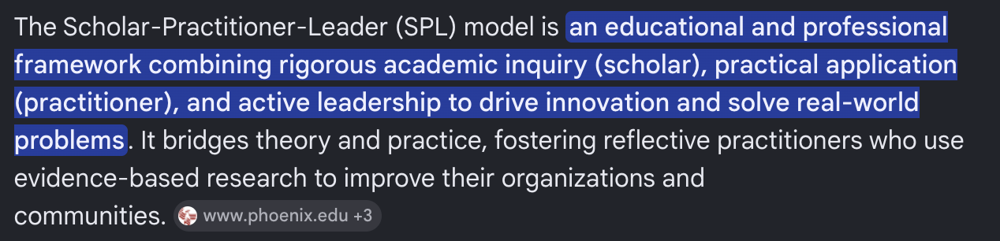 The Scholar-Practitioner-Leader (SPL) model is an educational and professional
framework combining rigorous academic inquiry (scholar), practical application
(practitioner), and active leadership to drive innovation and solve real-world
problems. It bridges theory and practice, fostering reflective practitioners who use
evidence-based research to improve their organizations and
communities. www.phoenix.edu +3